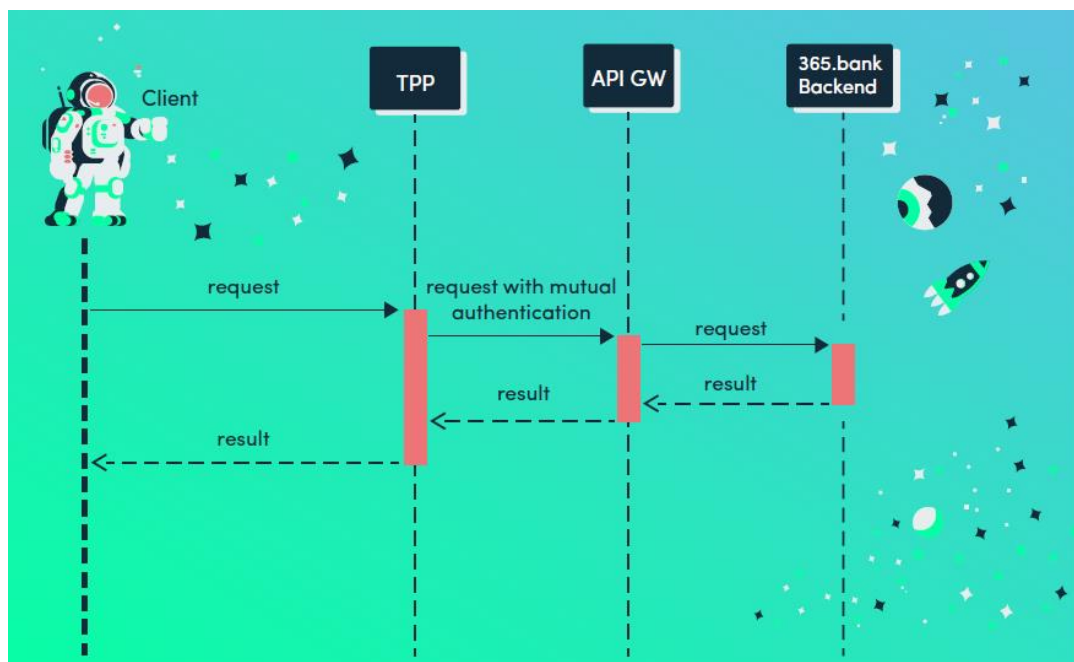 Client
TPP
API GW
365.bank
Backend
request
request with mutual
authentication
request
result
result
result